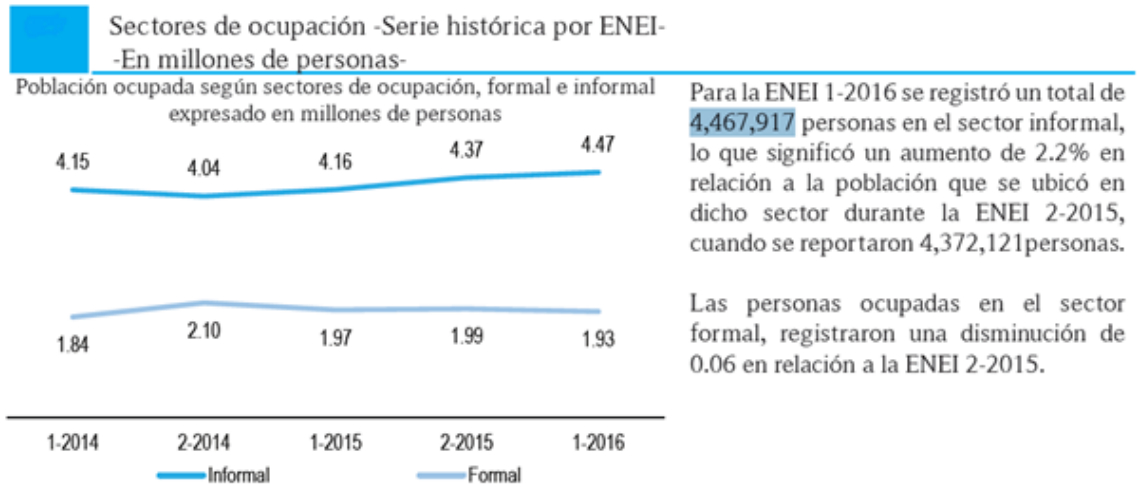 Sectores de ocupación -Serie histórica por ENEI-
-En millones de personas-
Población ocupada según sectores de ocupación, formal e informal
expresado en millones de personas
4.15
4.04
4.16
4.37
4.47
1.84
2.10
1.97
1.99
1.93
1-2014
2-2014
1-2015
2-2015
1-2016
Informal
Formal
Para la ENEI 1-2016 se registró un total de
4,467,917 personas en el sector informal,
lo que significó un aumento de 2.2% en
relación a la población que se ubicó en
dicho sector durante la ENEI 2-2015,
cuando se reportaron 4,372,121personas.
Las personas ocupadas en el sector
formal, registraron una disminución de
0.06 en relación a la ENEI 2-2015.